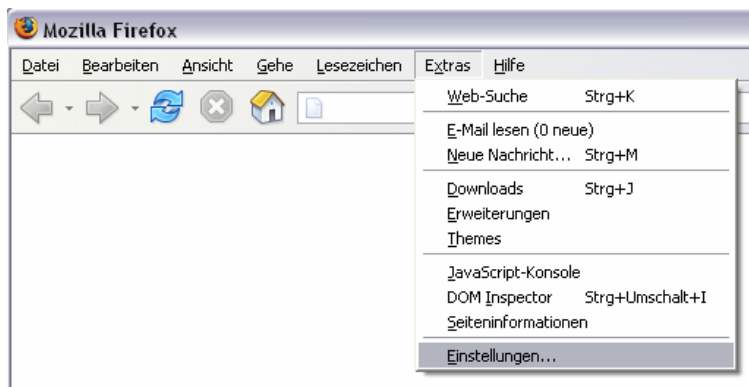 Mozilla Firefox
Datei Bearbeiten Ansicht Gehe Lesezeichen Extras Hilfe
Web-Suche Strg+K
E-Mail lesen (0 neue)
Neue Nachricht... Strg+M
Downloads Strg+J
Erweiterungen
Themes
JavaScript-Konsole
DOM Inspector Strg+Umschalt+I
Seiteninformationen
Einstellungen...